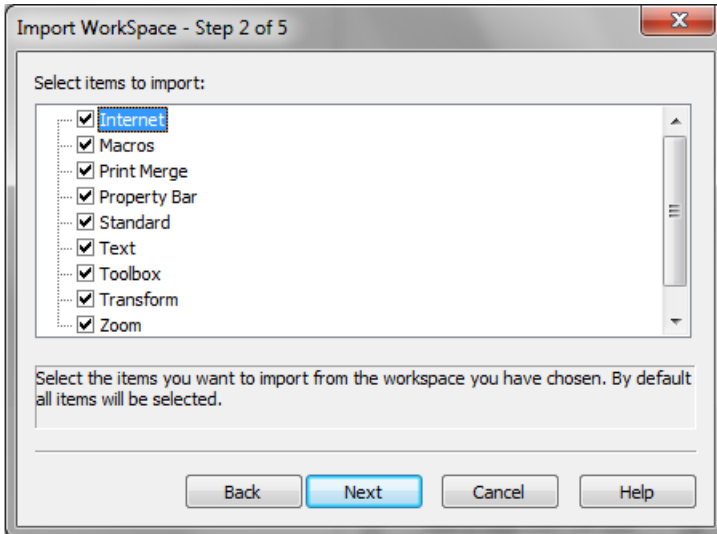 Import WorkSpace - Step 2 of 5
Select items to import:
Internet
Macros
Print Merge
Property Bar
Standard
Text
Toolbox
Transform
Zoom
Select the items you want to import from the workspace you have chosen. By default
all items will be selected.
Back Next Cancel Help